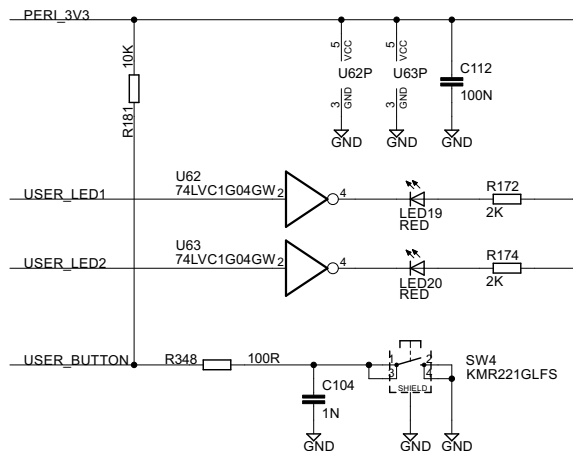 PERI_3V3
10K
R181
5
VCC
U62P
GND
3
GND
5
VCC
U63P
GND
3
GND
C112
100N
GND
U62
74LVC1G04GW
2
4
USER_LED1
LED19
RED
R172
2K
U63
74LVC1G04GW
2
4
USER_LED2
LED20
RED
R174
2K
USER_BUTTON
R348
100R
1
2
3
4
SHIELD
SW4
KMR221GLFS
C104
1N
GND
GND
GND